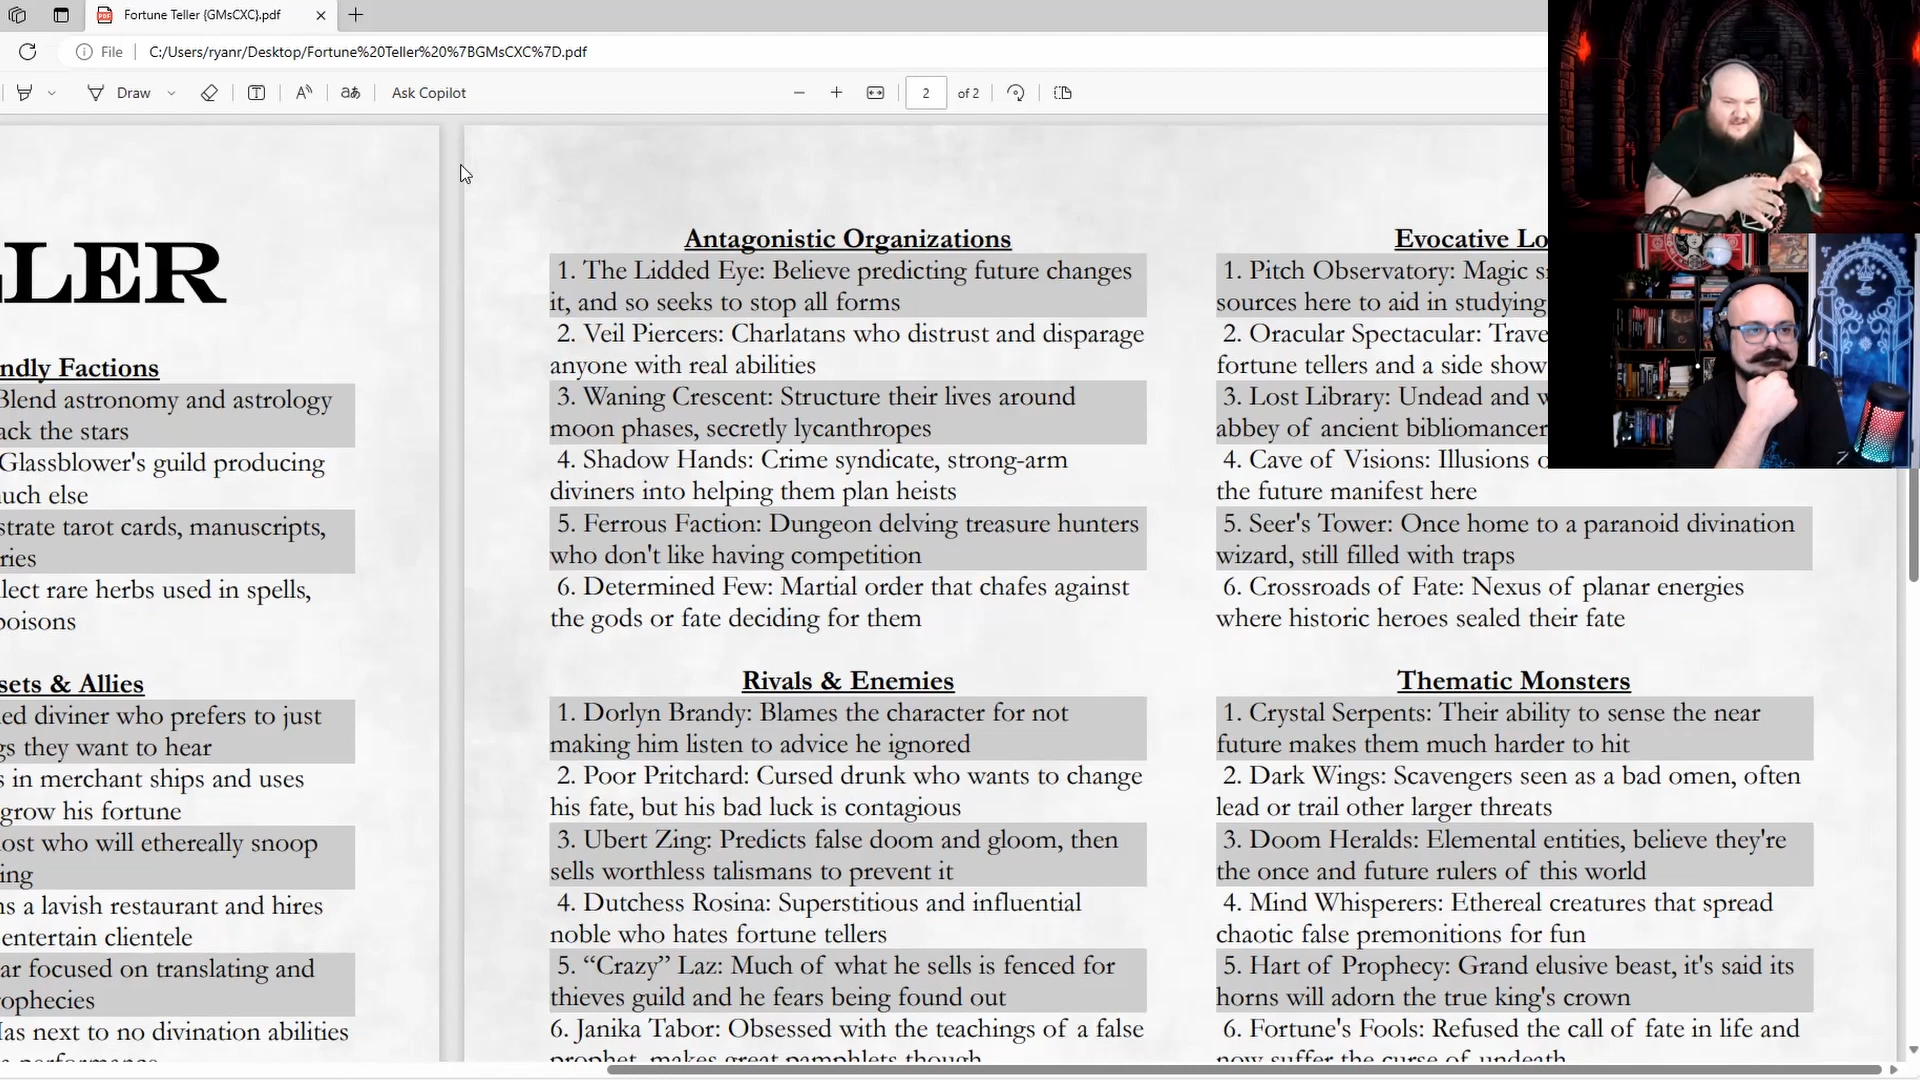 Fortune Teller {GMsCXC}.pdf
File
C:/Users/ryanr/Desktop/Fortune%20Teller%20%7BGMsCXC%7D.pdf
Draw
Ask Copilot
2 of 2
LLER
ndly Factions
Blend astronomy and astrology
ack the stars
Glassblower's guild producing
uch else
strate tarot cards, manuscripts,
ries
llect rare herbs used in spells,
poisons
sets & Allies
ed diviner who prefers to just
gs they want to hear
s in merchant ships and uses
grow his fortune
ost who will ethereally snoop
ing
ns a lavish restaurant and hires
entertain clientele
ar focused on translating and
rophecies
Has next to no divination abilities
Antagonistic Organizations
1. The Lidded Eye: Believe predicting future changes
it, and so seeks to stop all forms
2. Veil Piercers: Charlatans who distrust and disparage
anyone with real abilities
3. Waning Crescent: Structure their lives around
moon phases, secretly lycanthropes
4. Shadow Hands: Crime syndicate, strong-arm
diviners into helping them plan heists
5. Ferrous Faction: Dungeon delving treasure hunters
who don't like having competition
6. Determined Few: Martial order that chafes against
the gods or fate deciding for them
Rivals & Enemies
1. Dorlyn Brandy: Blames the character for not
making him listen to advice he ignored
2. Poor Pritchard: Cursed drunk who wants to change
his fate, but his bad luck is contagious
3. Ubert Zing: Predicts false doom and gloom, then
sells worthless talismans to prevent it
4. Dutchess Rosina: Superstitious and influential
noble who hates fortune tellers
5. “Crazy” Laz: Much of what he sells is fenced for
thieves guild and he fears being found out
6. Janika Tabor: Obsessed with the teachings of a false
prophet, makes great pamphlets though
Evocative Lo
1. Pitch Observatory: Magic s
sources here to aid in studying
2. Oracular Spectacular: Trave
fortune tellers and a side show
3. Lost Library: Undead and w
abbey of ancient bibliomancer
4. Cave of Visions: Illusions o
the future manifest here
5. Seer's Tower: Once home to a paranoid divination
wizard, still filled with traps
6. Crossroads of Fate: Nexus of planar energies
where historic heroes sealed their fate
Thematic Monsters
1. Crystal Serpents: Their ability to sense the near
future makes them much harder to hit
2. Dark Wings: Scavengers seen as a bad omen, often
lead or trail other larger threats
3. Doom Heralds: Elemental entities, believe they're
the once and future rulers of this world
4. Mind Whisperers: Ethereal creatures that spread
chaotic false premonitions for fun
5. Hart of Prophecy: Grand elusive beast, it's said its
horns will adorn the true king's crown
6. Fortune's Fools: Refused the call of fate in life and
now suffer the curse of undeath